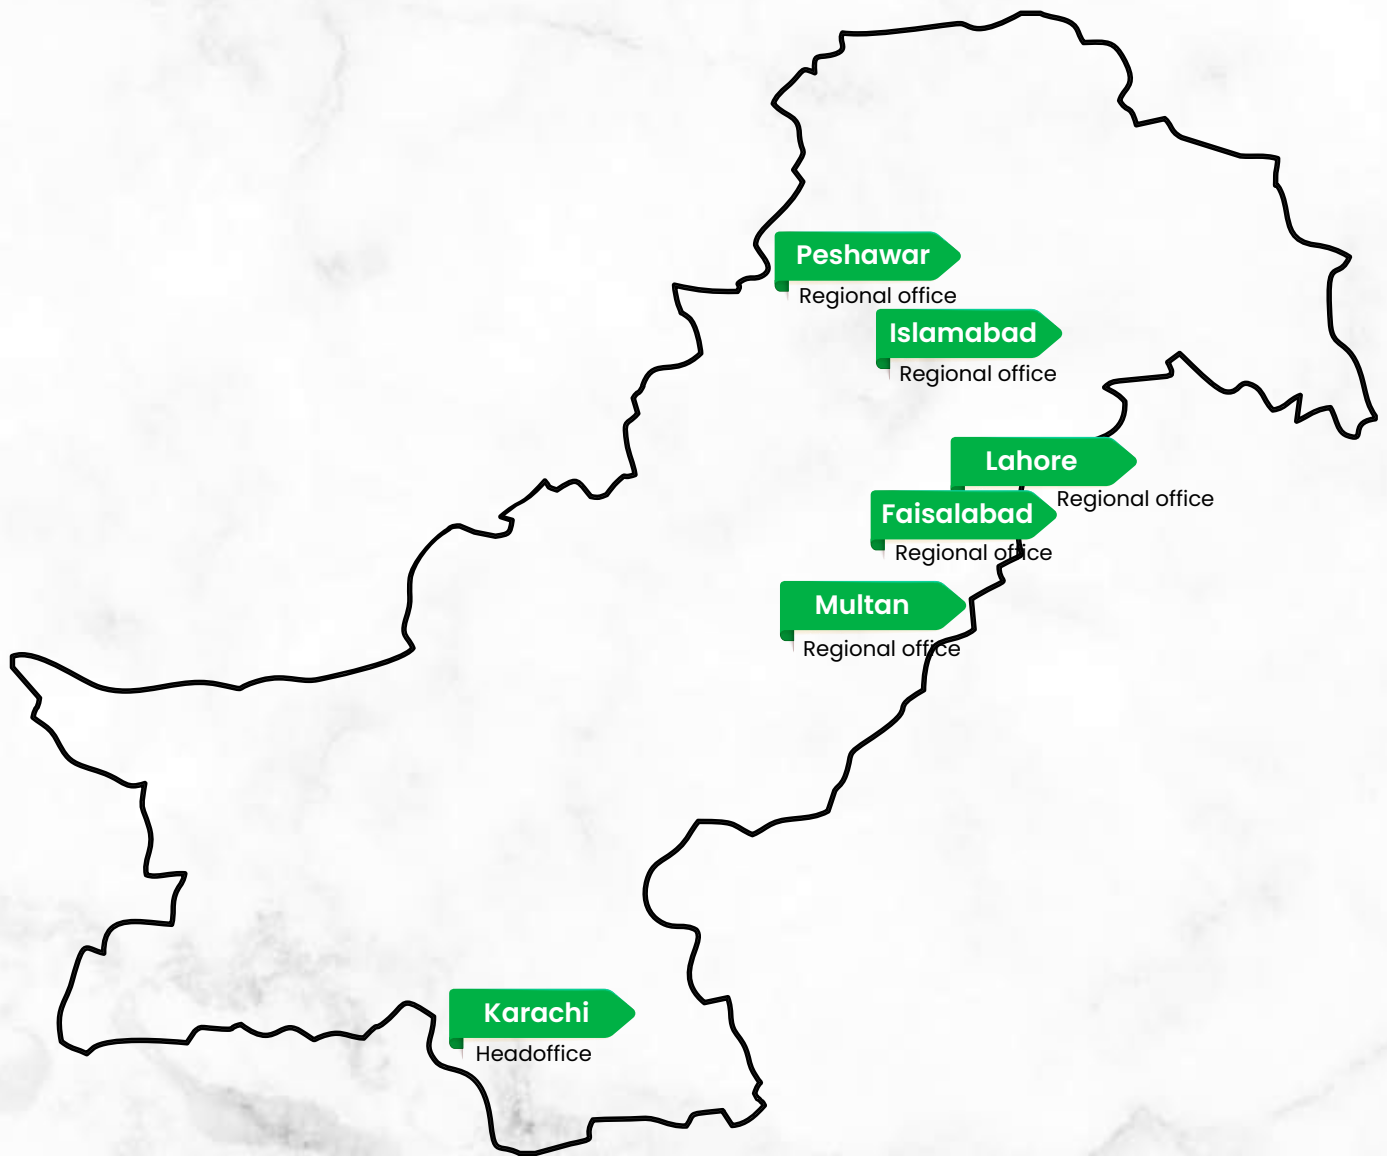 Peshawar
Regional office
Islamabad
Regional office
Lahore
Regional office
Faisalabad
Regional office
Multan
Regional office
Karachi
Headoffice